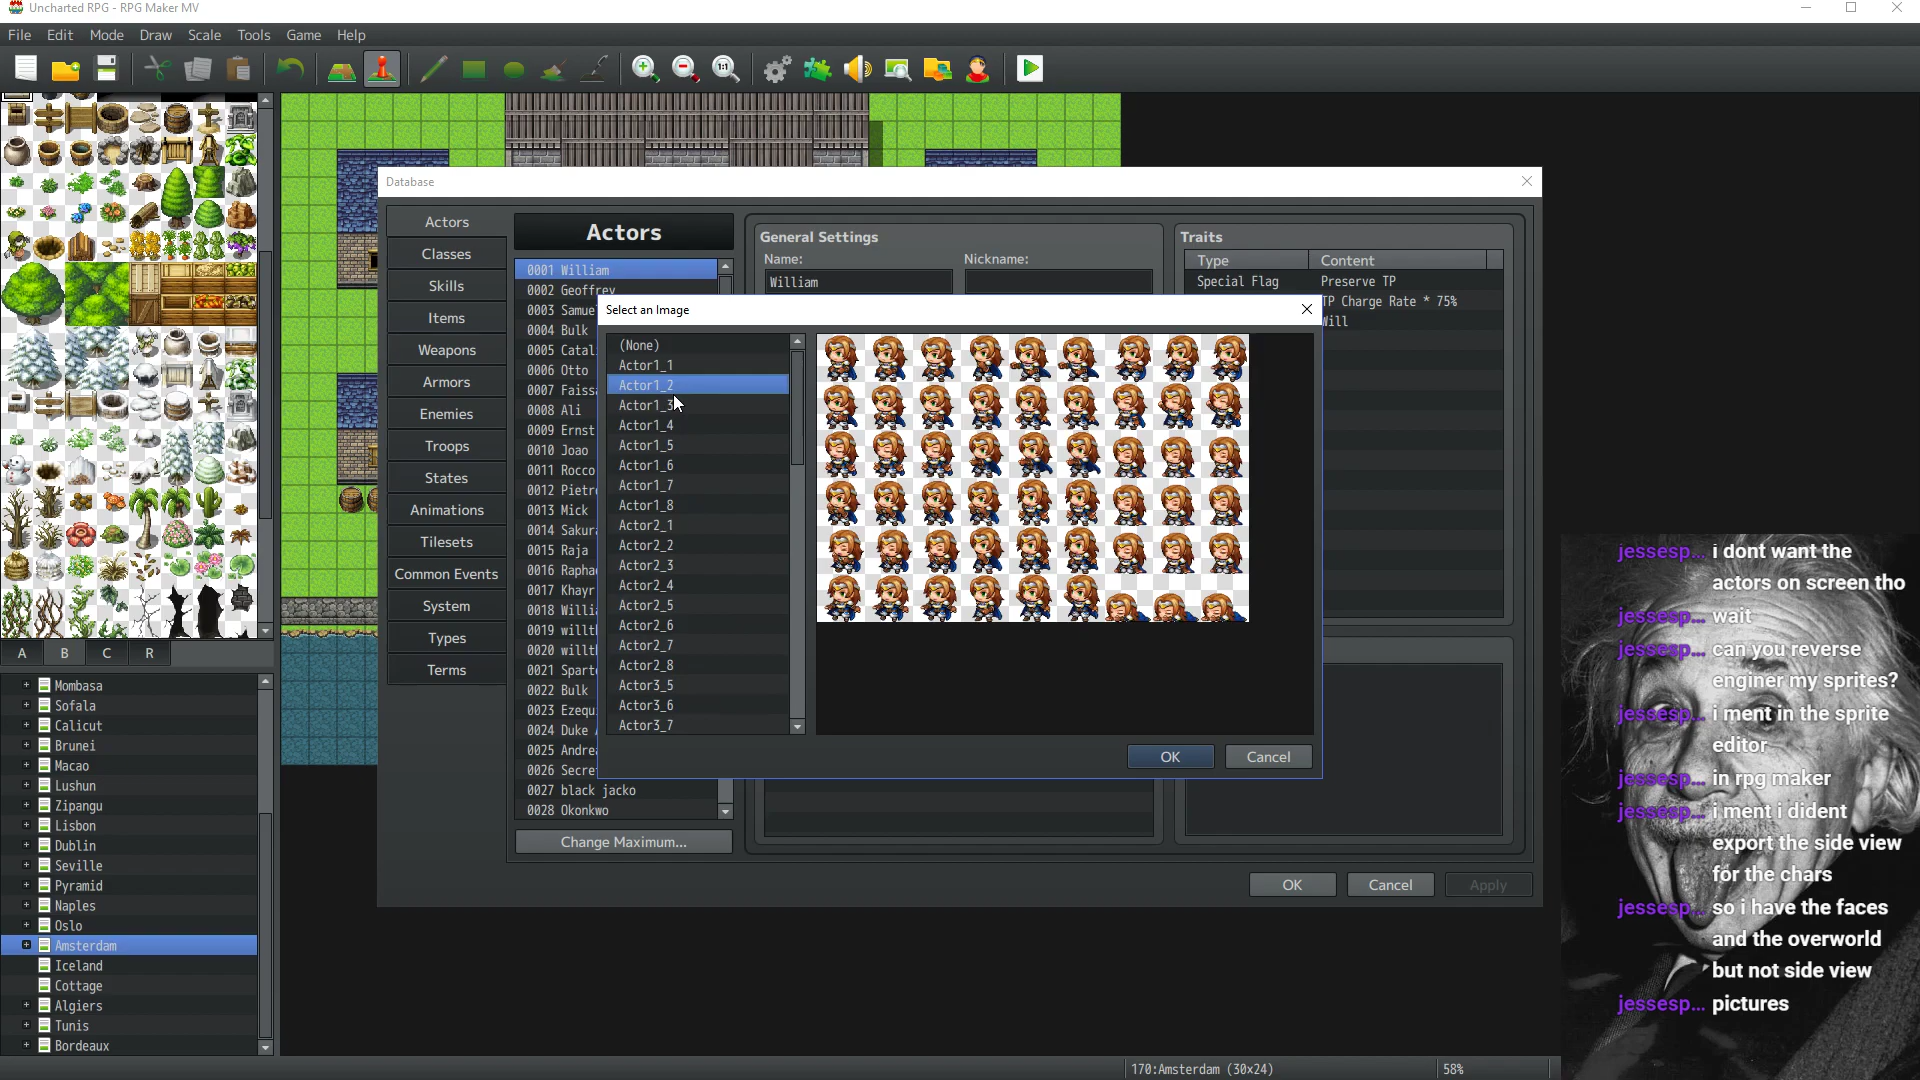 Uncharted RPG - RPG Maker MV
File Edit Mode Draw Scale Tools Game Help
Database
Actors
Classes
Skills
Items
Weapons
Armors
Enemies
Troops
States
Animations
Tilesets
Common Events
System
Types
Terms
Actors
0001 William
0002 Geoffrey
0003 Samue
0004 Bulk
0005 Catal
0006 Otto
0007 Faiss
0008 Ali
0009 Ernst
0010 Joao
0011 Rocco
0012 Pietr
0013 Mick
0014 Sakur
0015 Raja
0016 Rapha
0017 Khayr
0018 Willi
0019 willt
0020 willt
0021 Spart
0022 Bulk
0023 Ezequ
0024 Duke
0025 Andre
0026 Secre
0027 black jacko
0028 Okonkwo
Change Maximum...
General Settings
Name: Nickname:
William
Traits
Type Content
Special Flag Preserve TP
TP Charge Rate * 75%
Will
Select an Image
(None)
Actor1_1
Actor1_2
Actor1_3
Actor1_4
Actor1_5
Actor1_6
Actor1_7
Actor1_8
Actor2_1
Actor2_2
Actor2_3
Actor2_4
Actor2_5
Actor2_6
Actor2_7
Actor2_8
Actor3_5
Actor3_6
Actor3_7
OK Cancel
OK Cancel Apply
A B C R
Mombasa
Sofala
Calicut
Brunei
Macao
Lushun
Zipangu
Lisbon
Dublin
Seville
Pyramid
Naples
Oslo
Amsterdam
Iceland
Cottage
Algiers
Tunis
Bordeaux
170:Amsterdam (30x24) 58%
jessesp... i dont want the
actors on screen tho
jessesp... wait
jessesp... can you reverse
enginer my sprites?
jessesp... i ment in the sprite
editor
jessesp... in rpg maker
jessesp... i ment i dident
export the side view
for the chars
jessesp... so i have the faces
and the overworld
but not side view
jessesp... pictures